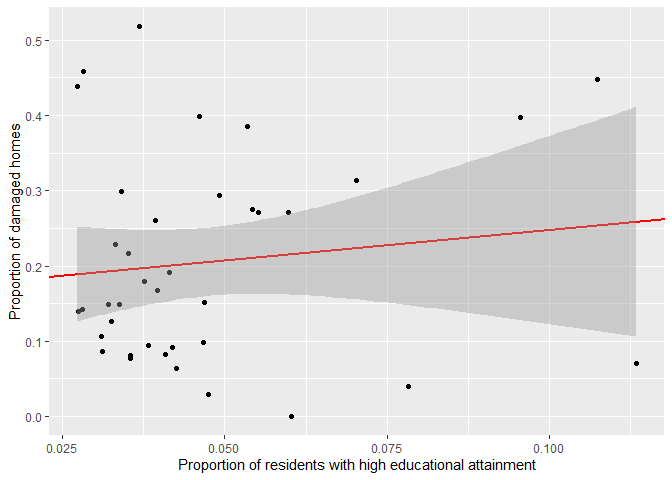 0.5
0.4
0.3
0.2
0.1
0.0
Proportion of damaged homes
0.025 0.050 0.075 0.100
Proportion of residents with high educational attainment